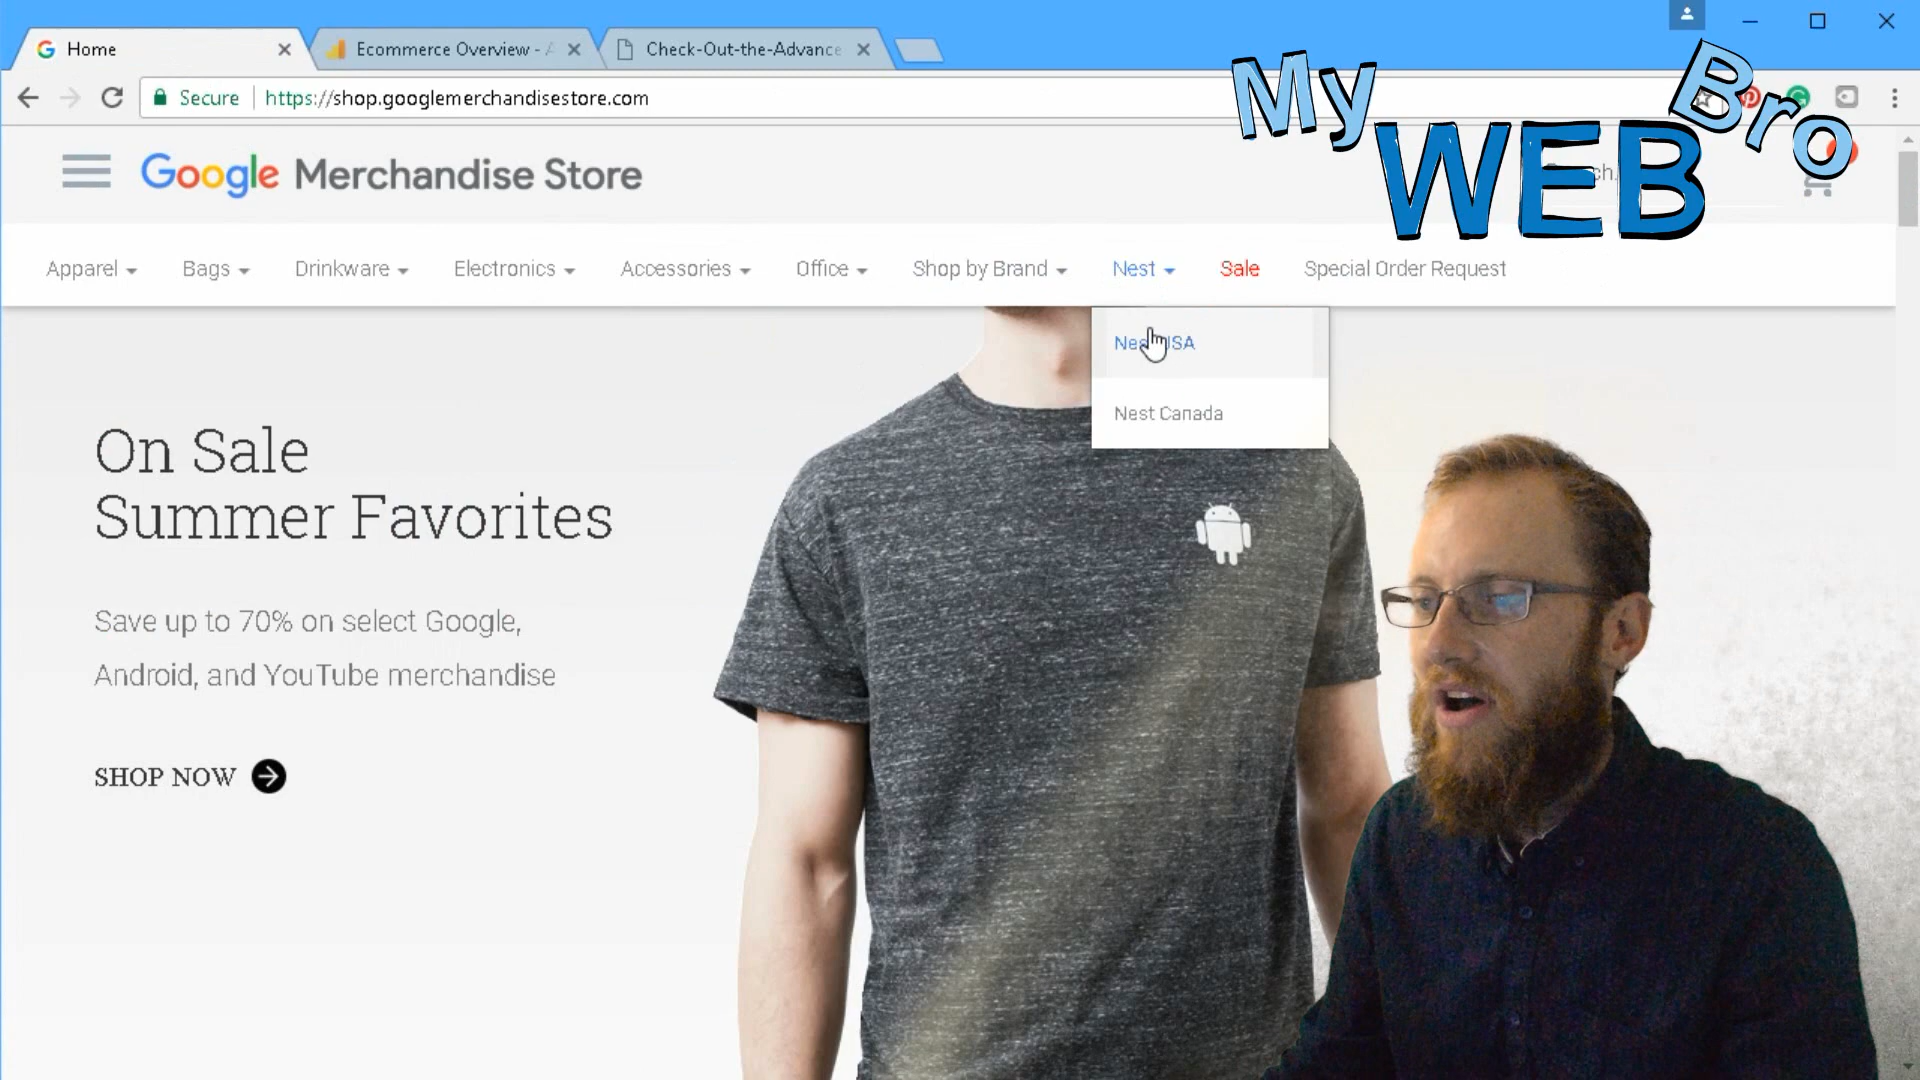 Home
Ecommerce Overview - A
Check-Out-the-Advance
Secure
https://shop.googlemerchandisestore.com
My
WEB
Bro
Google Merchandise Store
Apparel
Bags
Drinkware
Electronics
Accessories
Office
Shop by Brand
Nest
Sale
Special Order Request
Nest Canada
On Sale
Summer Favorites
Save up to 70% on select Google,
Android, and YouTube merchandise
SHOP NOW